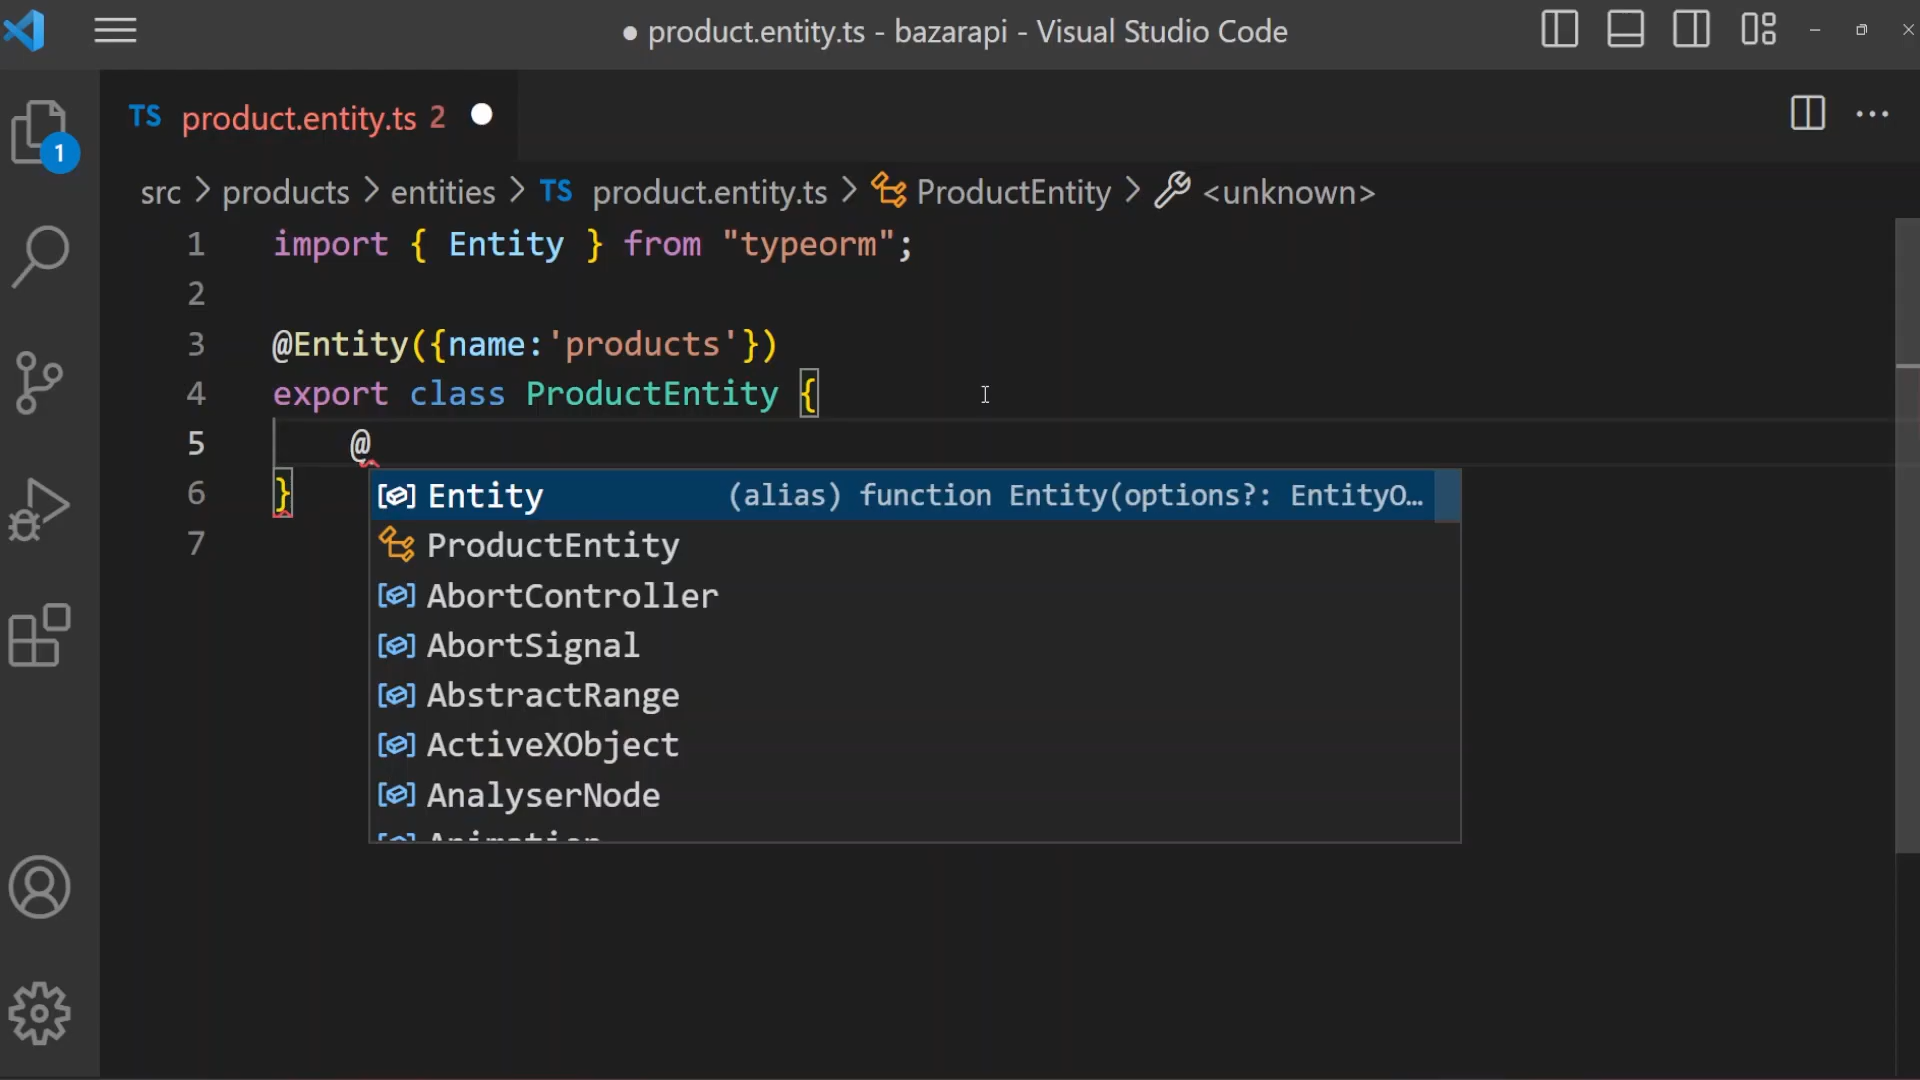 ● product.entity.ts - bazarapi - Visual Studio Code
TS product.entity.ts 2 ●
1
src > products > entities > TS product.entity.ts > ProductEntity > <unknown>
1 import { Entity } from "typeorm";
2
3 @Entity({name:'products'})
4 export class ProductEntity {
5 @
6 }
7
Entity (alias) function Entity(options?: EntityO…
ProductEntity
AbortController
AbortSignal
AbstractRange
ActiveXObject
AnalyserNode
Animation